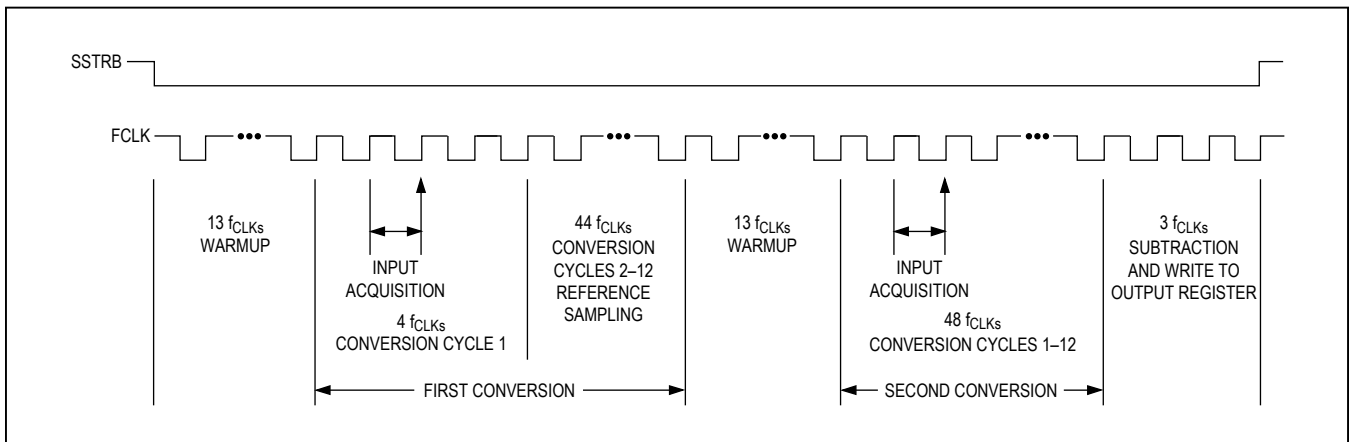 SSTRB
FCLK
13 fCLKs
WARMUP
INPUT
ACQUISITION
4 fCLKs
CONVERSION CYCLE 1
44 fCLKs
CONVERSION
CYCLES 2–12
REFERENCE
SAMPLING
13 fCLKs
WARMUP
INPUT
ACQUISITION
48 fCLKs
CONVERSION CYCLES 1–12
3 fCLKs
SUBTRACTION
AND WRITE TO
OUTPUT REGISTER
FIRST CONVERSION
SECOND CONVERSION